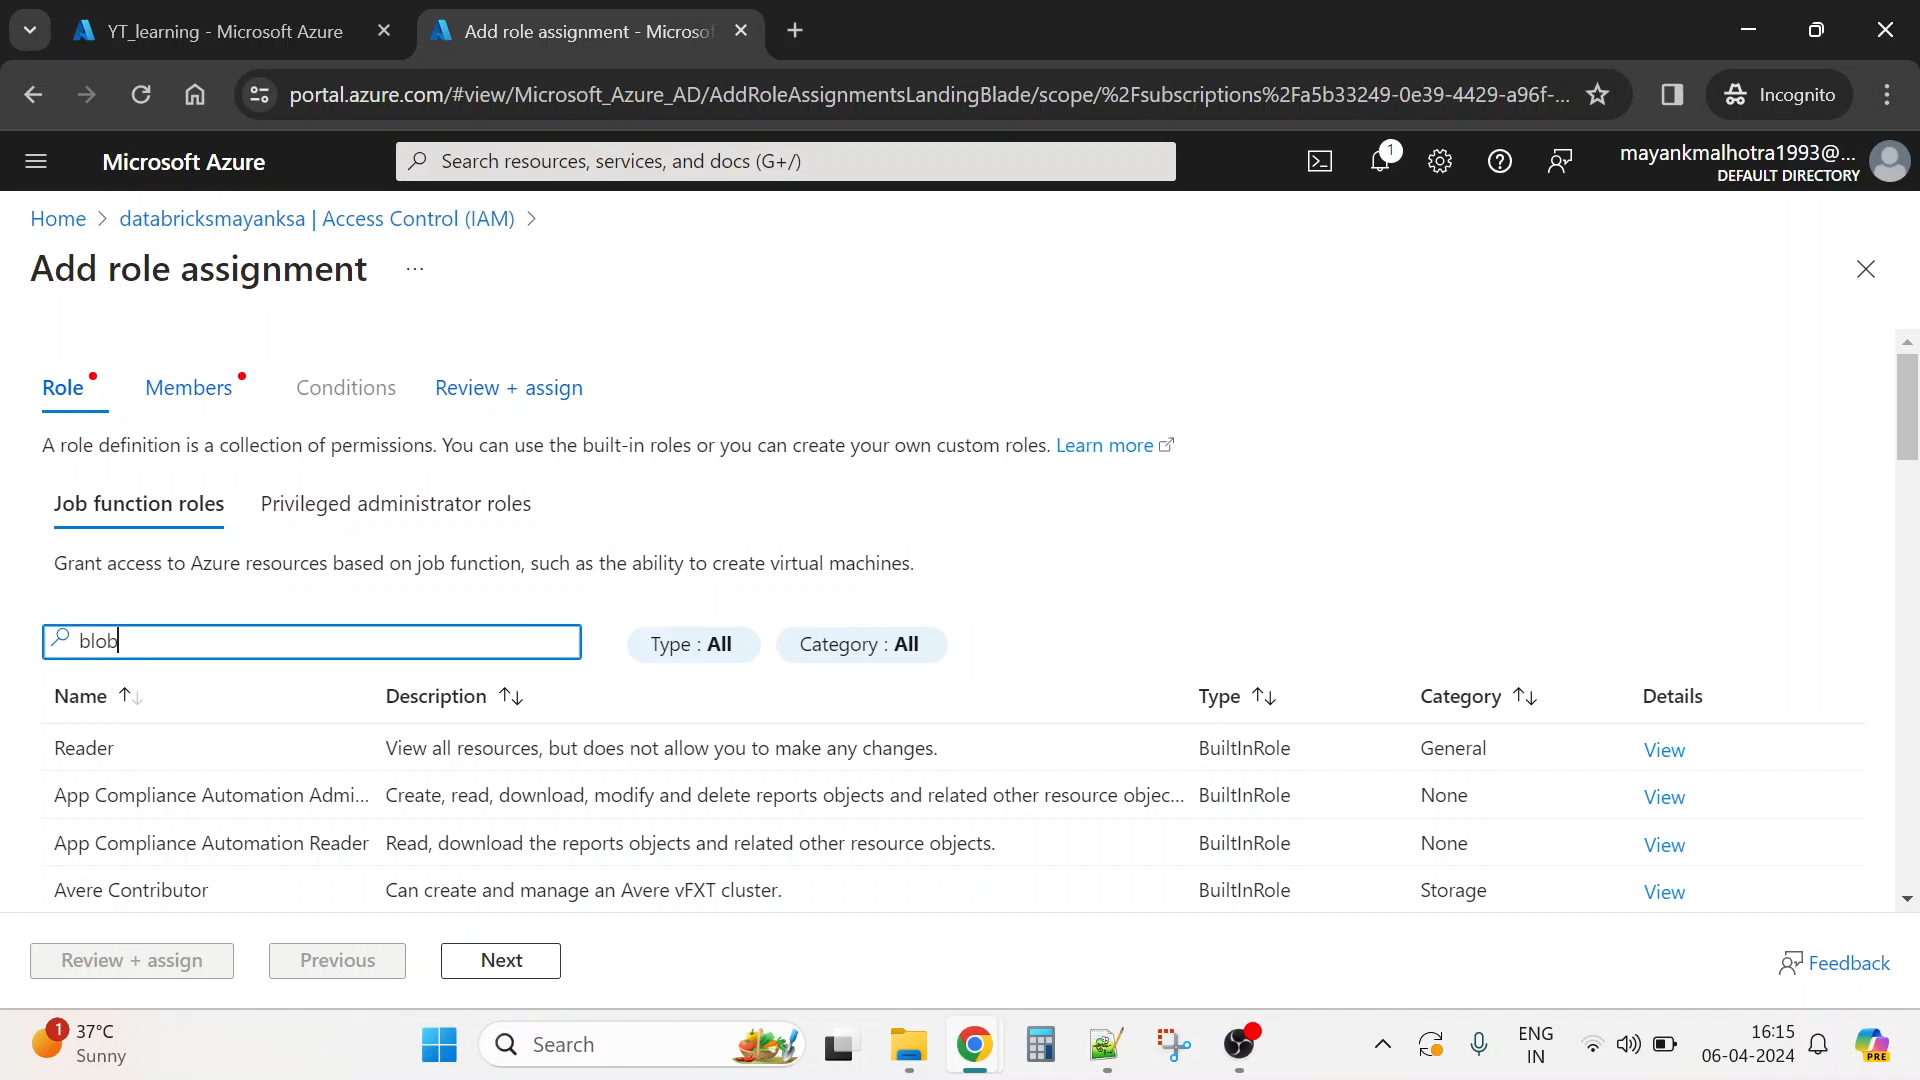 YT_learning - Microsoft Azure
Add role assignment - Microsof
portal.azure.com/#view/Microsoft_Azure_AD/AddRoleAssignmentsLandingBlade/scope/%2Fsubscriptions%2Fa5b33249-0e39-4429-a96f-...
Incognito
Microsoft Azure
Search resources, services, and docs (G+/)
1
mayankmalhotra1993@...
DEFAULT DIRECTORY
Home > databricksmayanksa | Access Control (IAM) >
Add role assignment ...
Role Members Conditions Review + assign
A role definition is a collection of permissions. You can use the built-in roles or you can create your own custom roles. Learn more
Job function roles Privileged administrator roles
Grant access to Azure resources based on job function, such as the ability to create virtual machines.
blob Type : All Category : All
Name Description Type Category Details
Reader View all resources, but does not allow you to make any changes. BuiltInRole General View
App Compliance Automation Admi... Create, read, download, modify and delete reports objects and related other resource objec... BuiltInRole None View
App Compliance Automation Reader Read, download the reports objects and related other resource objects. BuiltInRole None View
Avere Contributor Can create and manage an Avere vFXT cluster. BuiltInRole Storage View
Review + assign Previous Next Feedback
1 37°C
Sunny
Search
ENG
IN
16:15
06-04-2024
PRE